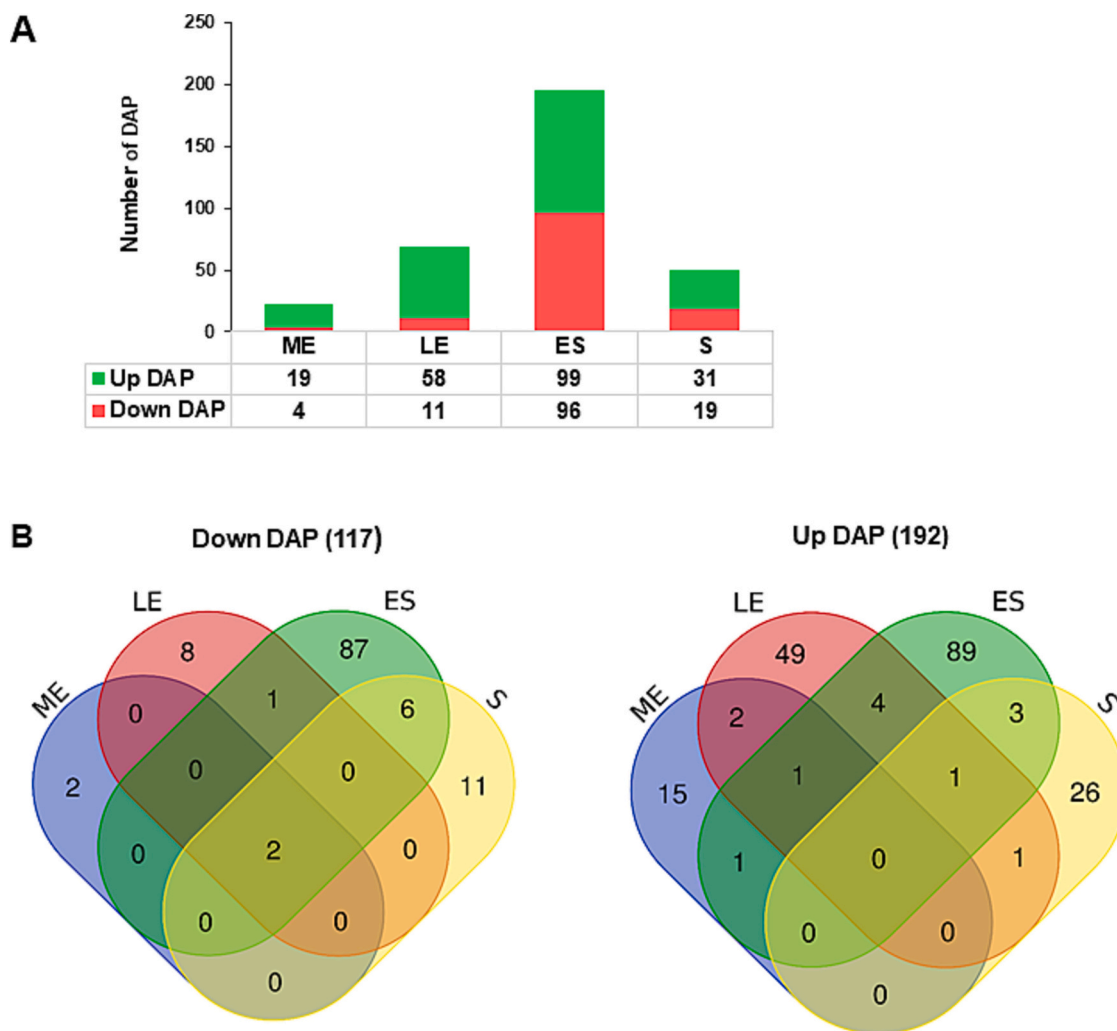 A
250
200
150
100
50
0
Number of DAP
ME LE ES S
Up DAP 19 58 99 31
Down DAP 4 11 96 19
B
Down DAP (117)
LE ES
ME S
8 87
1 6
0
2 0 0 11
0 2 0
0 0
0
Up DAP (192)
LE ES
ME S
49 89
2 4 3
15 1 1 26
1 0 1
0 0
0